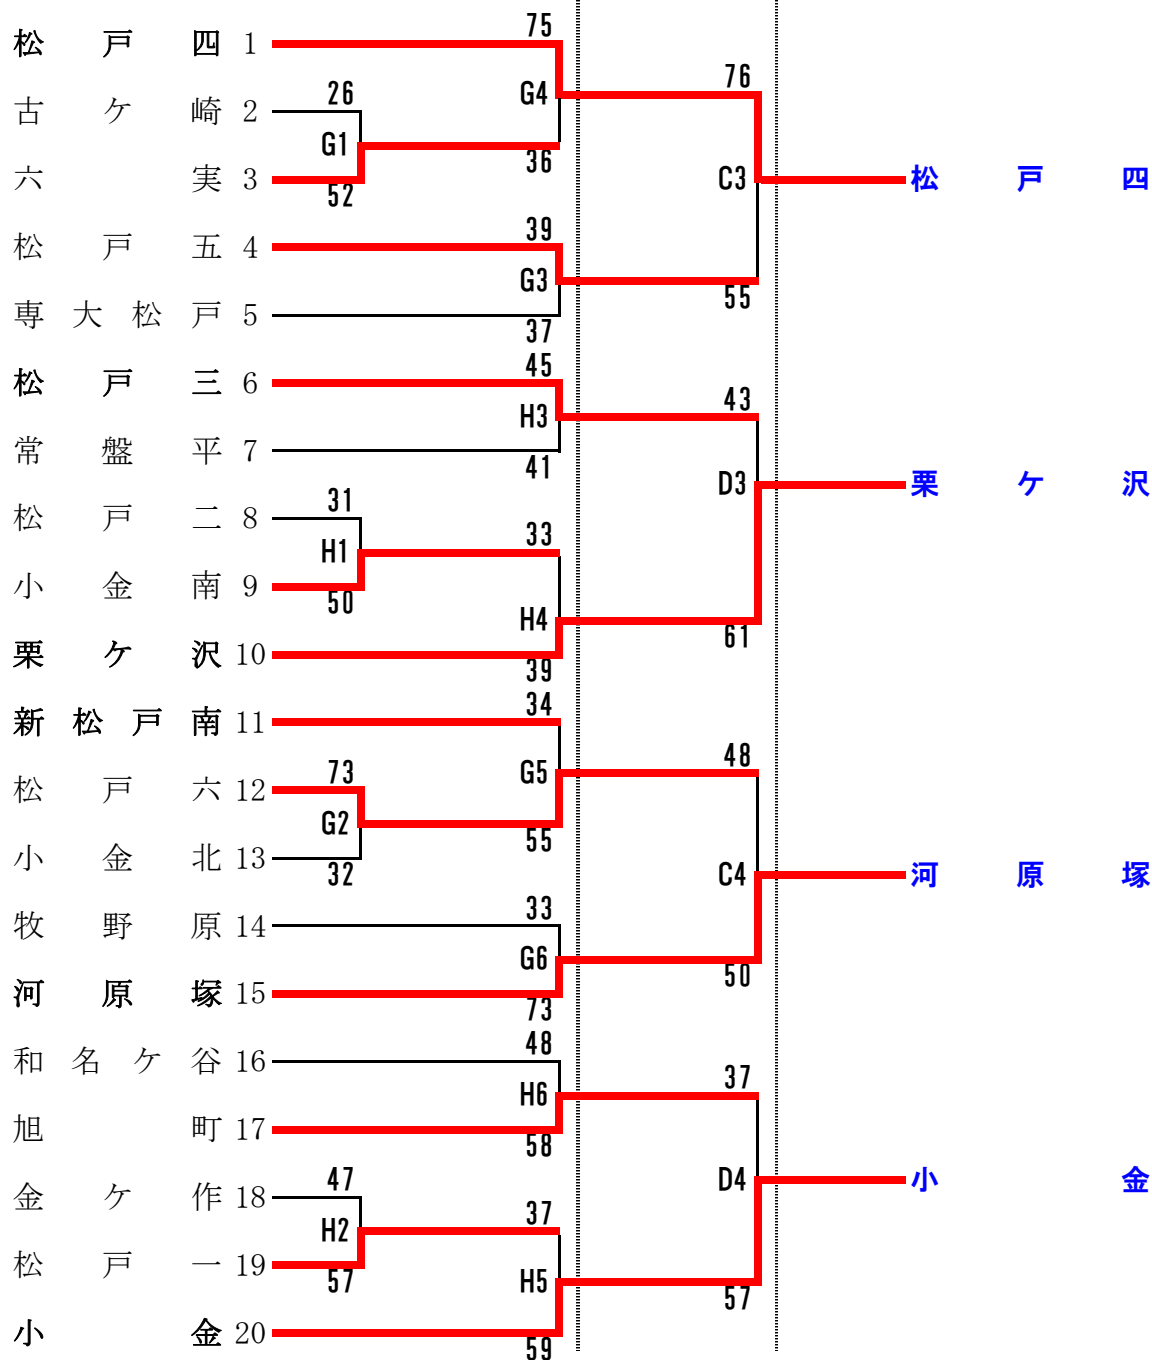 75
松戸四 1
76
26
G4
古ケ崎 2
G1
36
六実 3
C3
松戸四
52
39
松戸五 4
G3
55
専大松戸 5
37
45
松戸三 6
43
H3
常盤平 7
41
D3
栗ケ沢
31
松戸二 8
33
H1
小金南 9
50
H4
61
栗ケ沢 10
39
34
新松戸南 11
48
73
G5
松戸六 12
G2
55
小金北 13
32
C4
河原塚
33
牧野原 14
G6
50
河原塚 15
73
48
和名ケ谷 16
37
H6
旭町 17
58
47
D4
小金
金ケ作 18
37
H2
松戸一 19
57
H5
57
小金 20
59